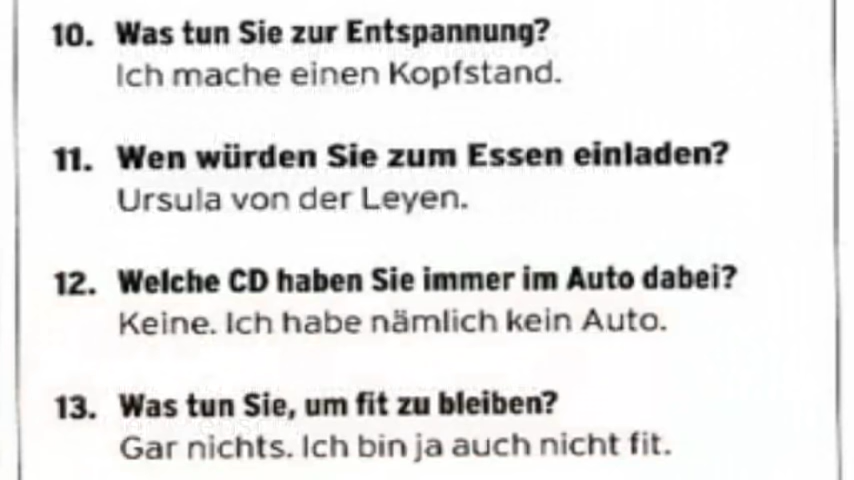 10. Was tun Sie zur Entspannung?
Ich mache einen Kopfstand.
11. Wen würden Sie zum Essen einladen?
Ursula von der Leyen.
12. Welche CD haben Sie immer im Auto dabei?
Keine. Ich habe nämlich kein Auto.
13. Was tun Sie, um fit zu bleiben?
Gar nichts. Ich bin ja auch nicht fit.